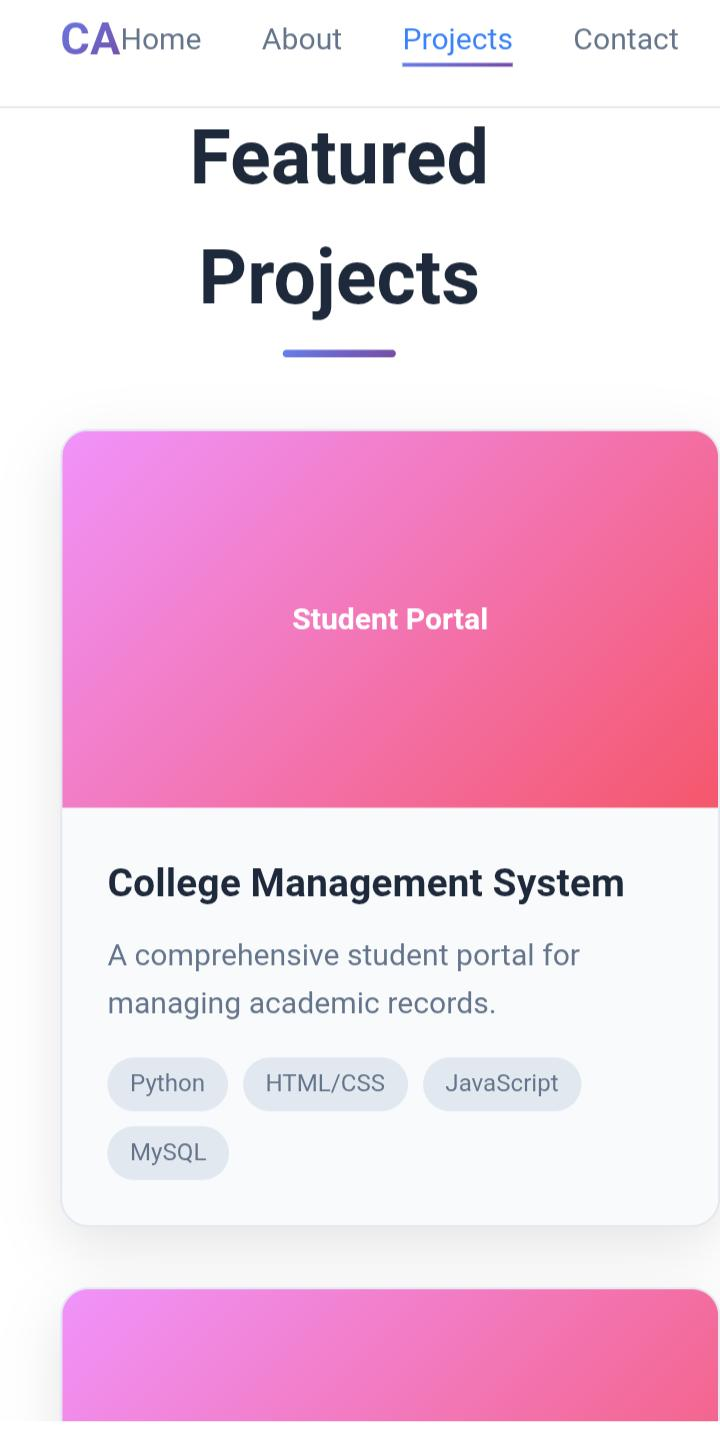 CA Home About Projects Contact
Featured
Projects
Student Portal
College Management System
A comprehensive student portal for
managing academic records.
Python HTML/CSS JavaScript
MySQL